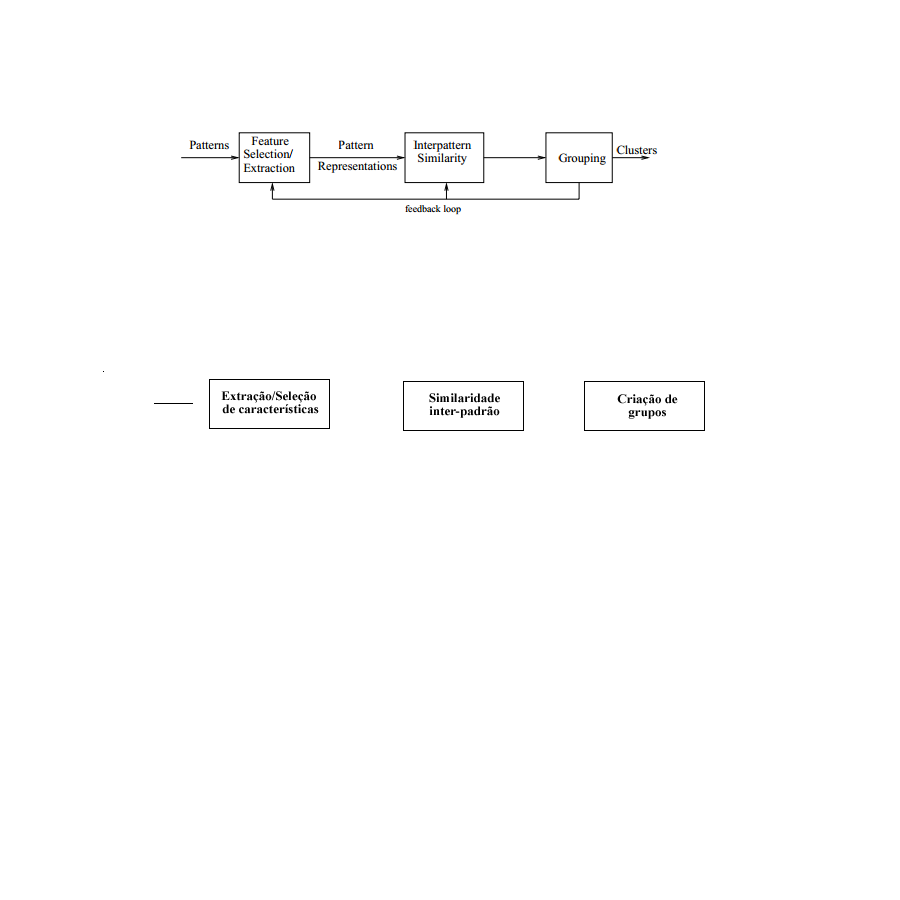 Patterns
Feature
Selection/
Extraction
Pattern
Representations
Interpattern
Similarity
Grouping
Clusters
feedback loop
Extração/Seleção
de características
Similaridade
inter-padrão
Criação de
grupos